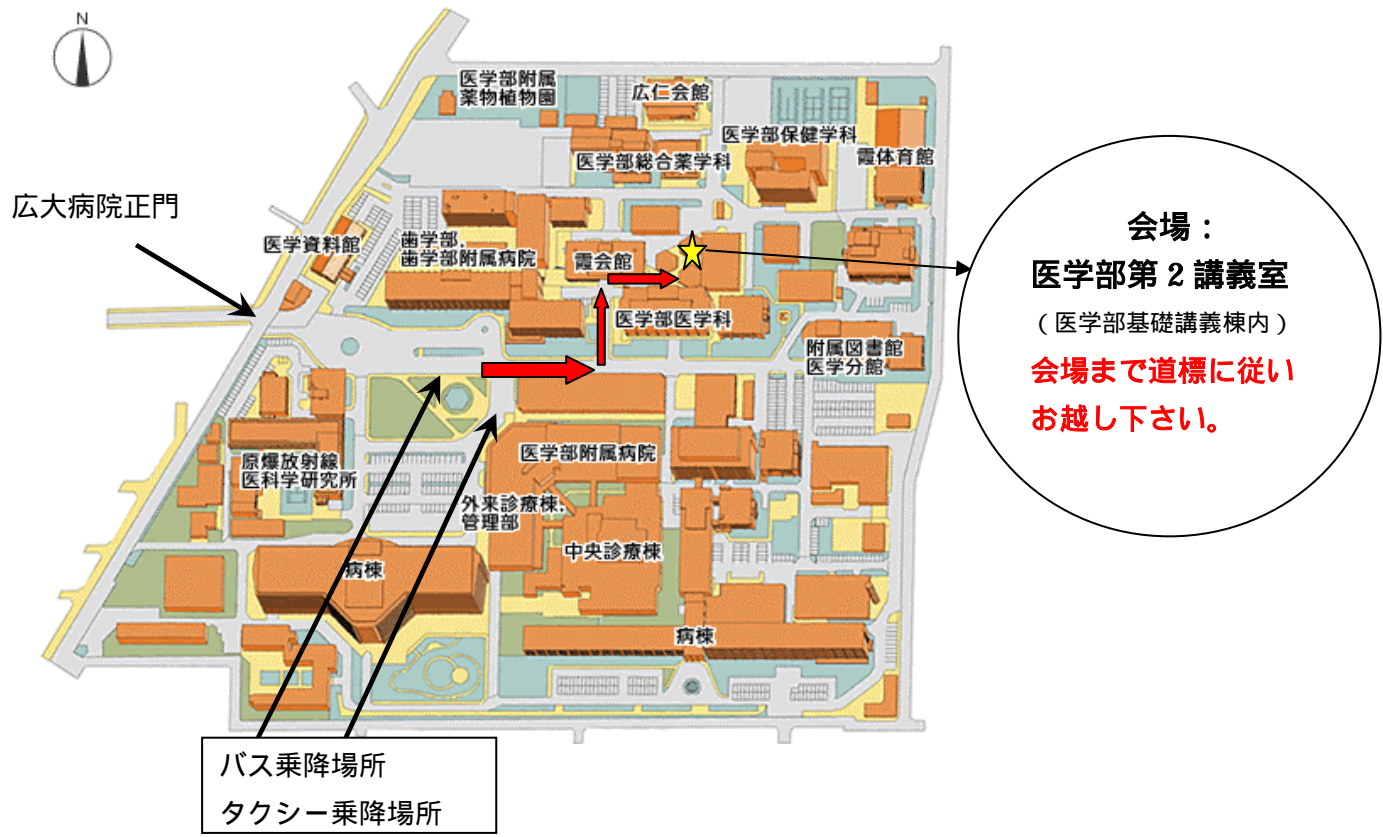 N
医学部附属
薬物植物園
広仁会館
医学部保健学科
医学部総合薬学科
霞体育館
広大病院正門
医学資料館
歯学部,
歯学部附属病院
霞会館
医学部医学科
附属図書館
医学分館
会場：
医学部第２講義室
（医学部基礎講義棟内）
会場まで道標に従い
お越し下さい。
原爆放射線
医科学研究所
医学部附属病院
外来診療棟,
管理部
中央診療棟
病棟
病棟
バス乗降場所
タクシー乗降場所